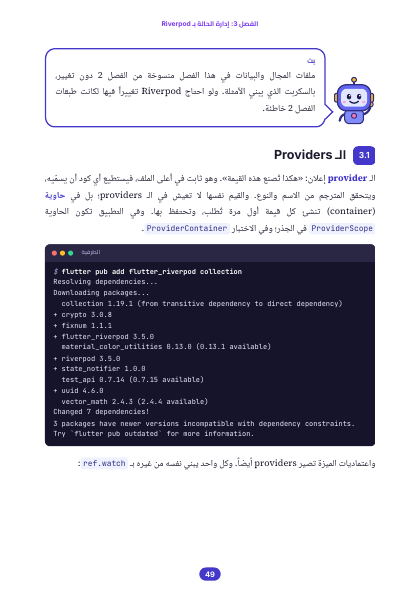 الفصل 3: إدارة الحالة بـ Riverpod
بت
ملفات المجال والبيانات في هذا الفصل منسوخة من الفصل 2 دون تغيير،
بالسكربت الذي يبني الأمثلة. ولو احتاج Riverpod تغييراً فيها لكانت طبعات
الفصل 2 خاطئة.
3.1 الـ Providers
الـ provider إعلان: «هكذا تُصنع هذه القيمة». وهو ثابت في أعلى الملف، فيستطيع أي كود أن يسمّيه،
ويتحقق المترجم من الاسم والنوع. والقيم نفسها لا تعيش في الـ providers؛ بل في حاوية
(container) تنشئ كل قيمة أول مرة تُطلب، وتحتفظ بها. وفي التطبيق تكون الحاوية
ProviderScope في الجذر؛ وفي الاختبار ProviderContainer.
الطرفية
$ flutter pub add flutter_riverpod collection
Resolving dependencies...
Downloading packages...
collection 1.19.1 (from transitive dependency to direct dependency)
+ crypto 3.0.8
+ fixnum 1.1.1
+ flutter_riverpod 3.5.0
material_color_utilities 0.13.0 (0.13.1 available)
+ riverpod 3.5.0
+ state_notifier 1.0.0
test_api 0.7.14 (0.7.15 available)
+ uuid 4.6.0
vector_math 2.4.3 (2.4.4 available)
Changed 7 dependencies!
3 packages have newer versions incompatible with dependency constraints.
Try `flutter pub outdated` for more information.
واعتماديات الميزة تصير providers أيضاً. وكل واحد يبني نفسه من غيره بـ ref.watch:
49